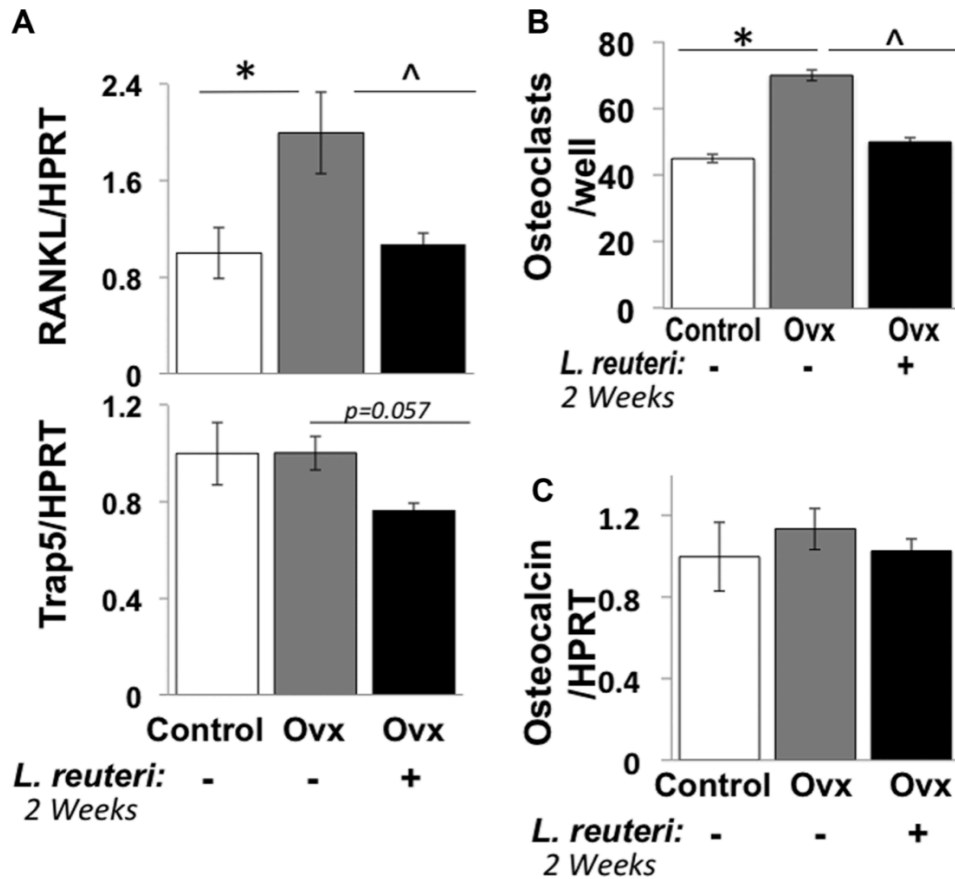 A
* ^
2.4
1.6
0.8
0
RANKL/HPRT
p=0.057
1.2
0.8
0.4
0
Trap5/HPRT
Control Ovx Ovx
L. reuteri: - - +
2 Weeks
B
* ^
80
60
40
20
0
Osteoclasts
/well
Control Ovx Ovx
L. reuteri: - - +
2 Weeks
C
1.2
0.8
0.4
0
Osteocalcin
/HPRT
Control Ovx Ovx
L. reuteri: - - +
2 Weeks